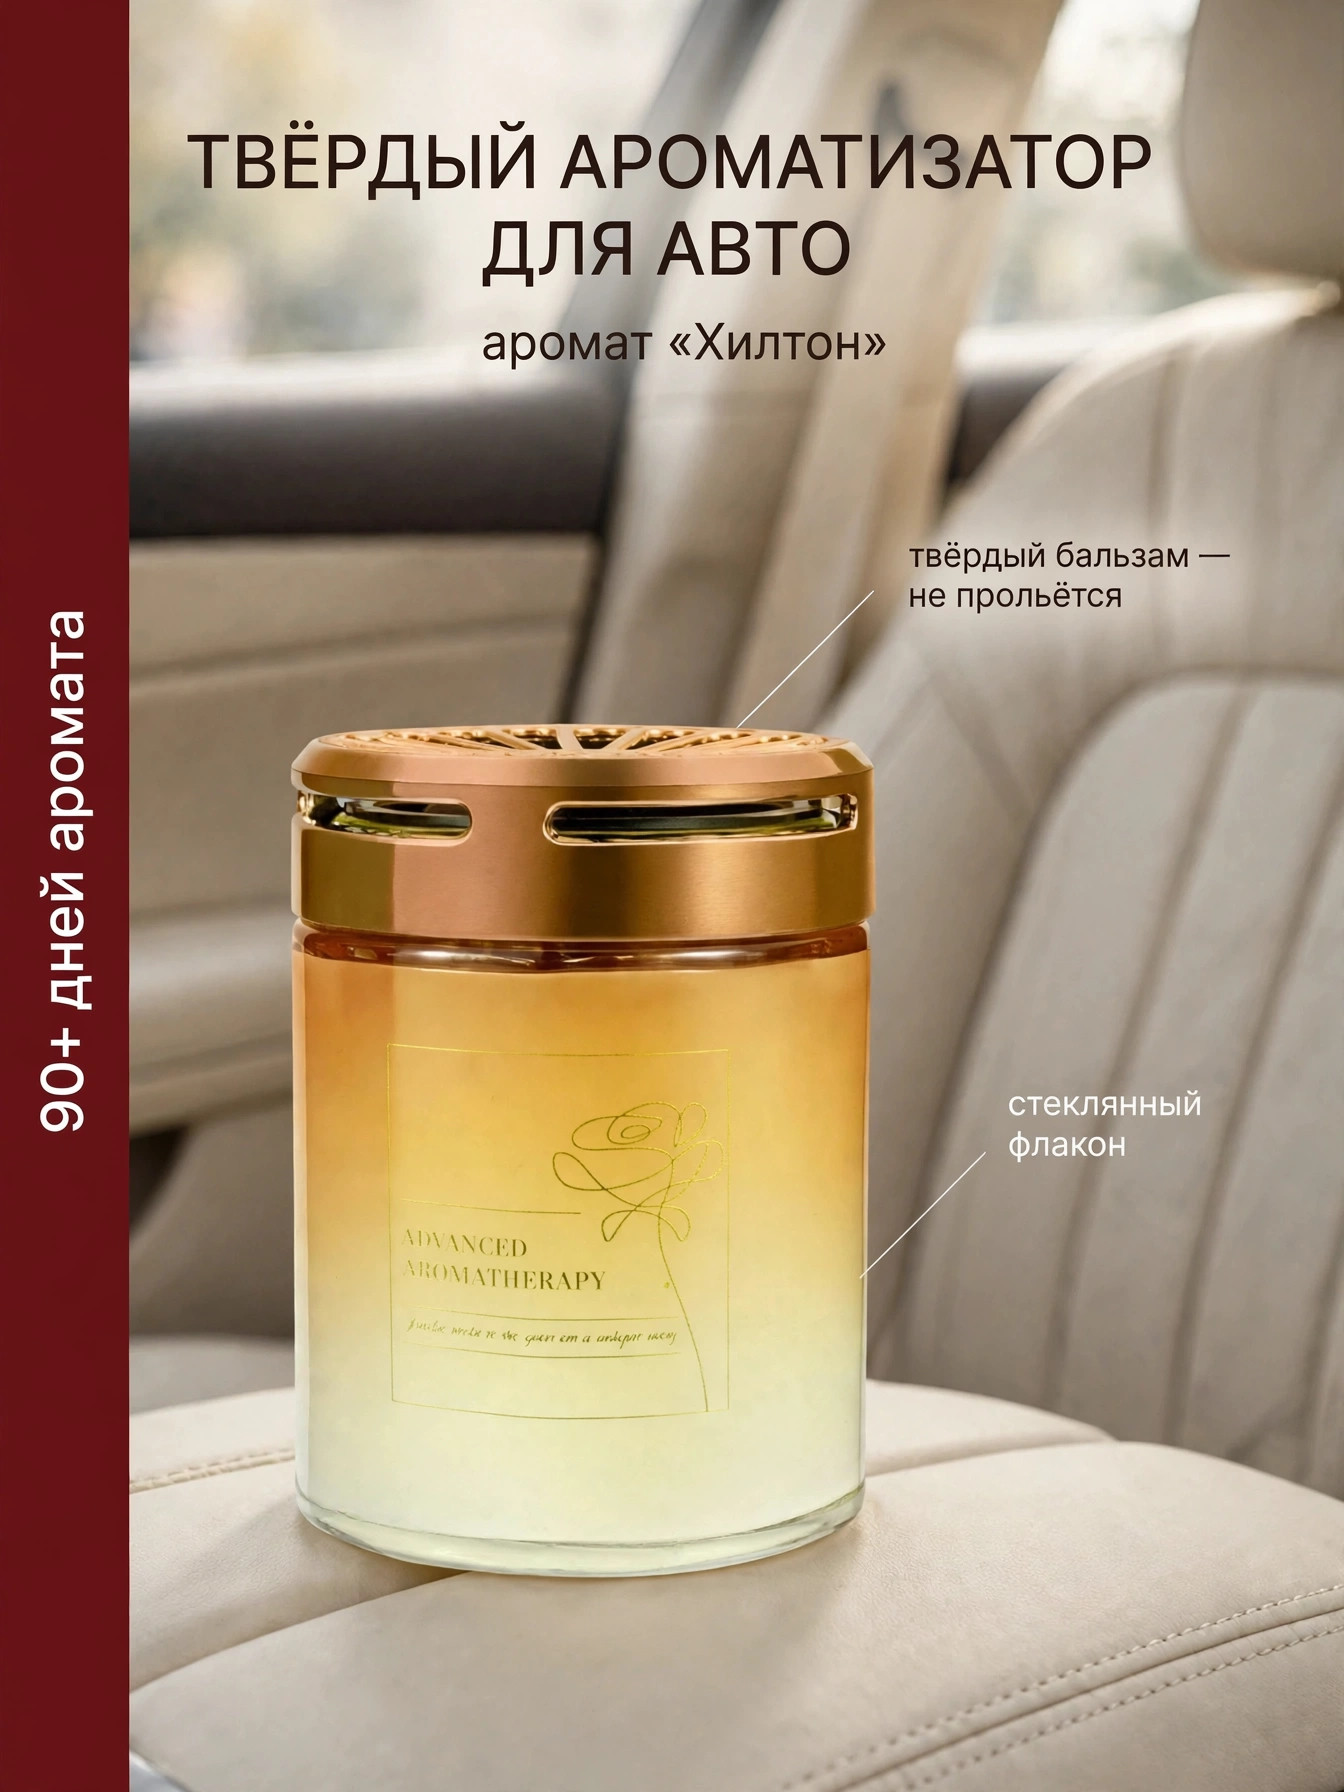 ТВЁРДЫЙ АРОМАТИЗАТОР
ДЛЯ АВТО
аромат «Хилтон»
твёрдый бальзам —
не прольётся
90+ дней аромата
стеклянный
флакон
ADVANCED
AROMATHERAPY